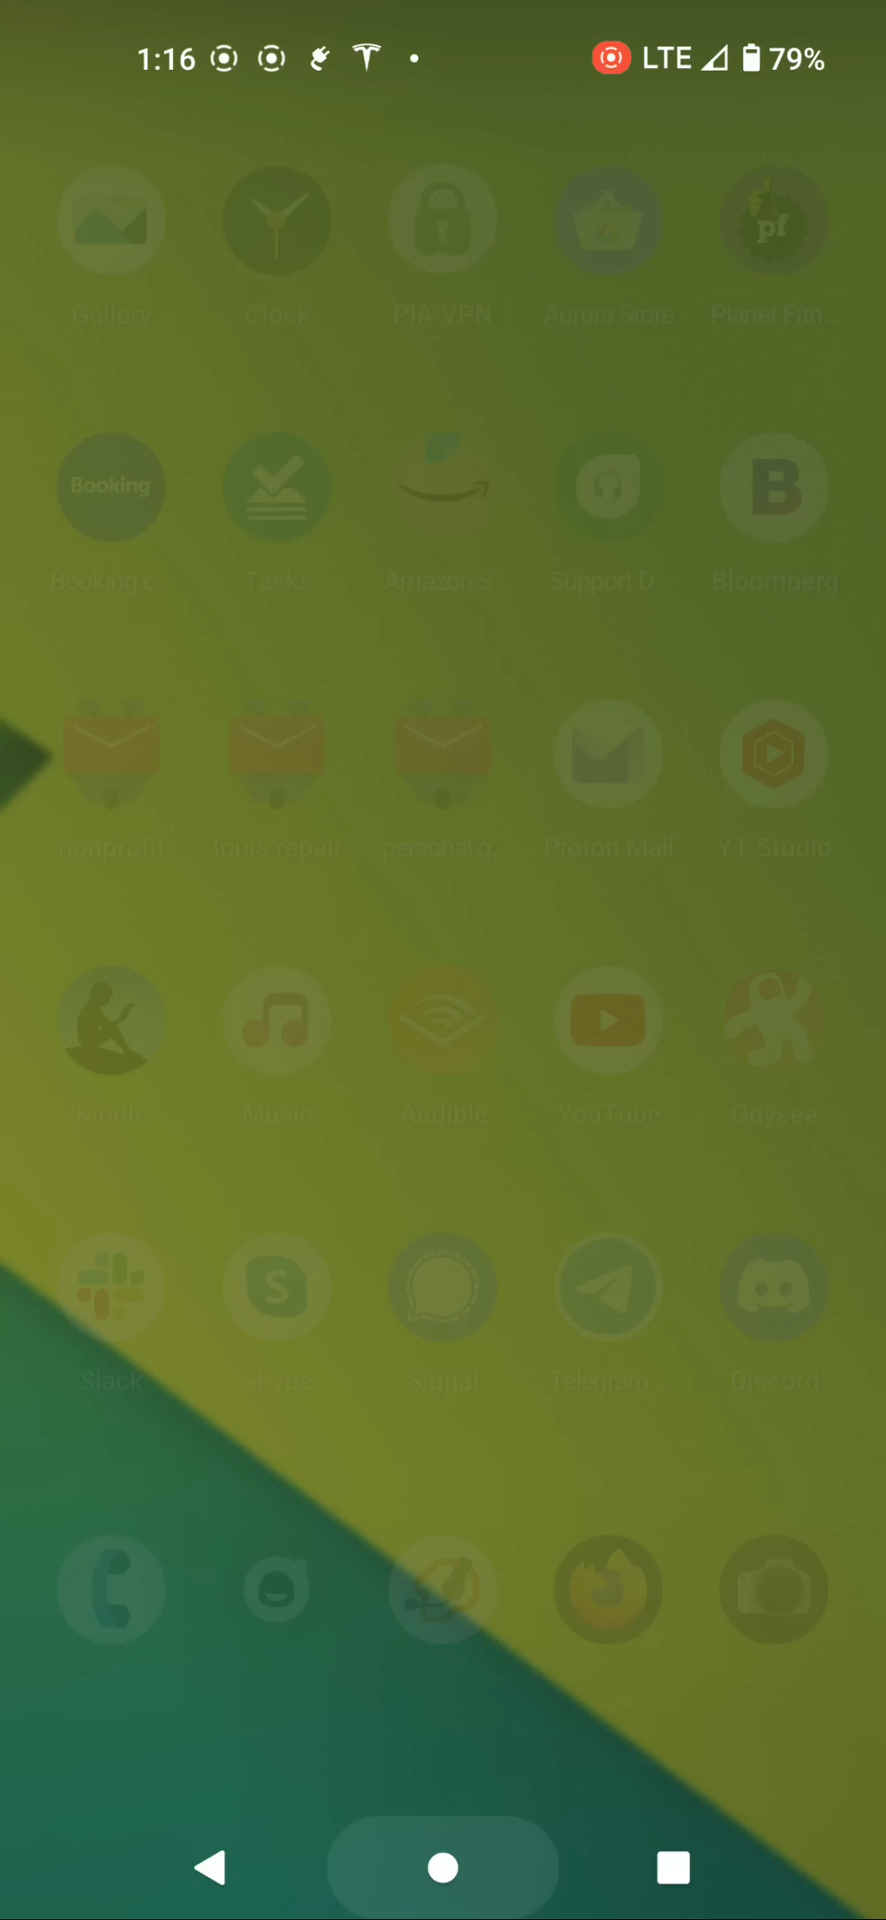 1:16 LTE 79%
Gallery Clock PIA VPN Aurora Store Planet Fitn...
pf
Booking B
Booking.c... Tasks Amazon S... Support D... Bloomberg
nonprofit louis repair personal g... Proton Mail YT Studio
Kindle Music Audible YouTube Odysee
S
Slack Skype Signal Telegram ... Discord